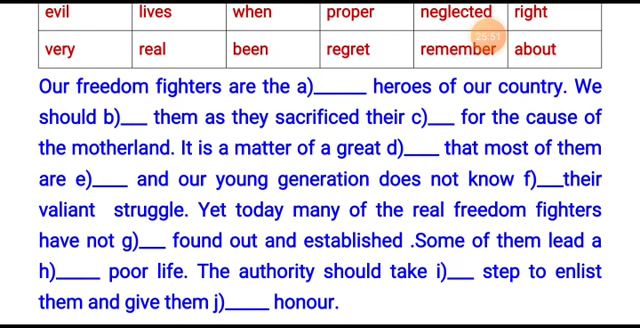 evil lives when proper neglected right
25:51
very real been regret remember about
Our freedom fighters are the a)______ heroes of our country. We
should b)___ them as they sacrificed their c)___ for the cause of
the motherland. It is a matter of a great d)____ that most of them
are e)____ and our young generation does not know f)___their
valiant struggle. Yet today many of the real freedom fighters
have not g)___ found out and established .Some of them lead a
h)_____ poor life. The authority should take i)___ step to enlist
them and give them j)_____ honour.